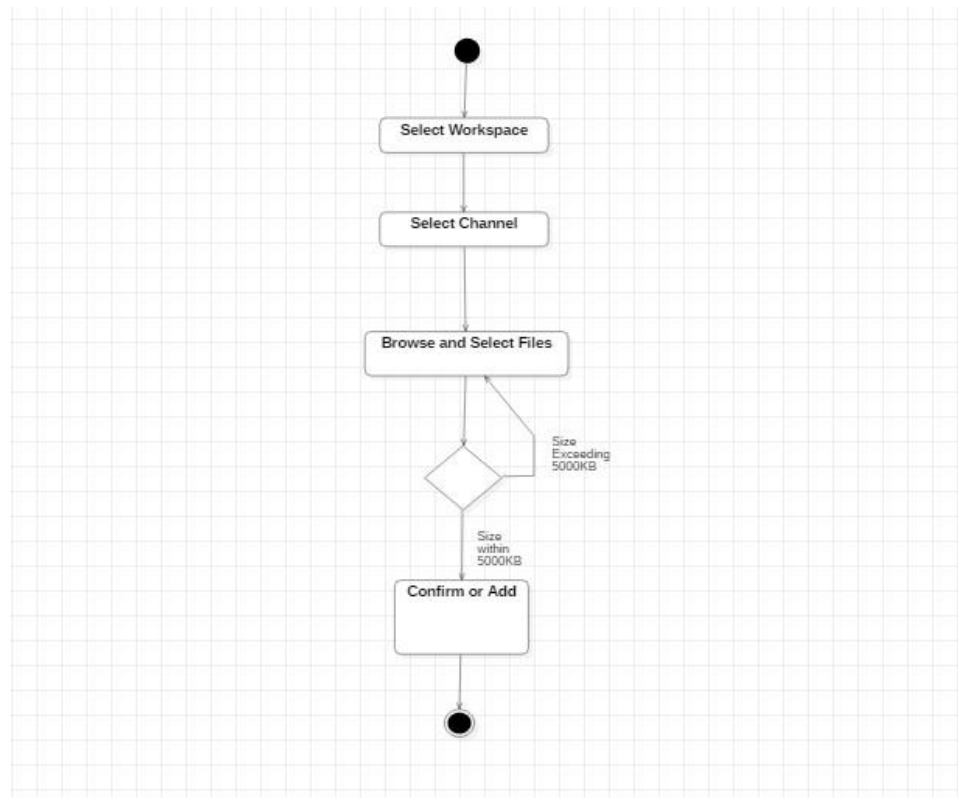 Select Workspace
Select Channel
Browse and Select Files
Size
Exceeding
5000KB
Size
within
5000KB
Confirm or Add